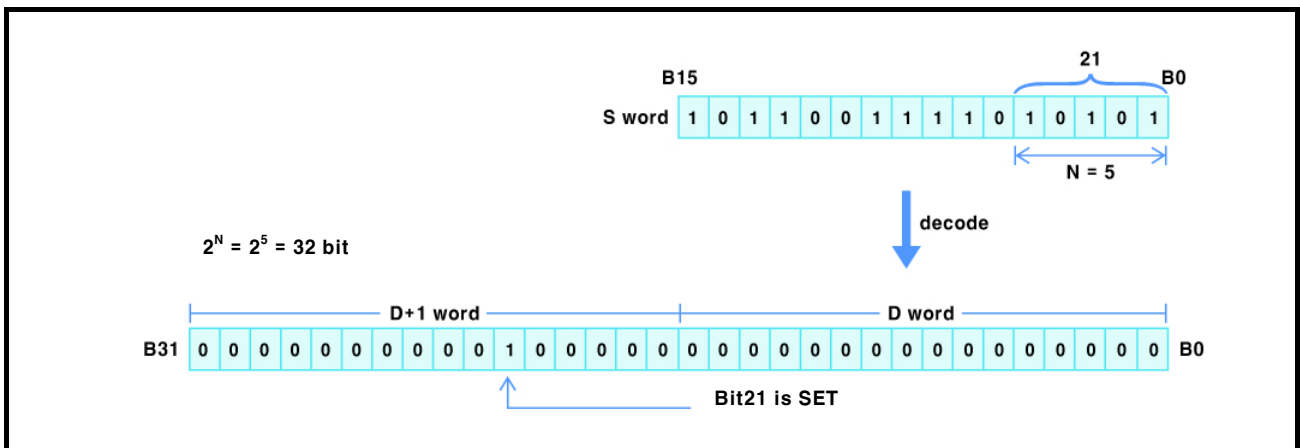 21
B15 B0
S word 1 0 1 1 0 0 1 1 1 1 0 1 0 1 0 1
N = 5
decode
2^N = 2^5 = 32 bit
D+1 word D word
B31 0 0 0 0 0 0 0 0 0 0 1 0 0 0 0 0 0 0 0 0 0 0 0 0 0 0 0 0 0 0 0 0 B0
Bit21 is SET